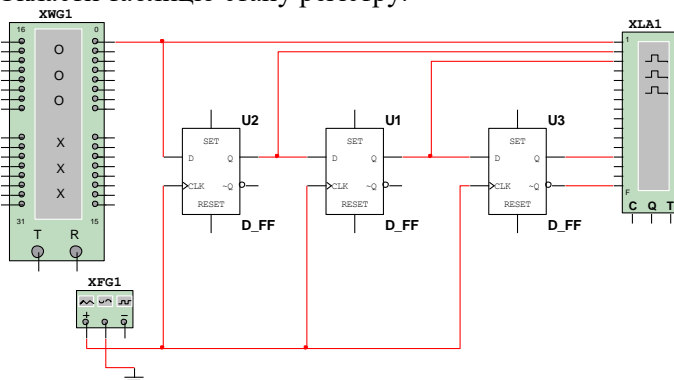 XWG1
XLA1
16 0
O
O
O
X
X
X
31 15
T R
U2
SET
D Q
CLK ~Q
RESET
D_FF
U1
SET
D Q
CLK ~Q
RESET
D_FF
U3
SET
D Q
CLK ~Q
RESET
D_FF
1
F
C Q T
XFG1
+ −